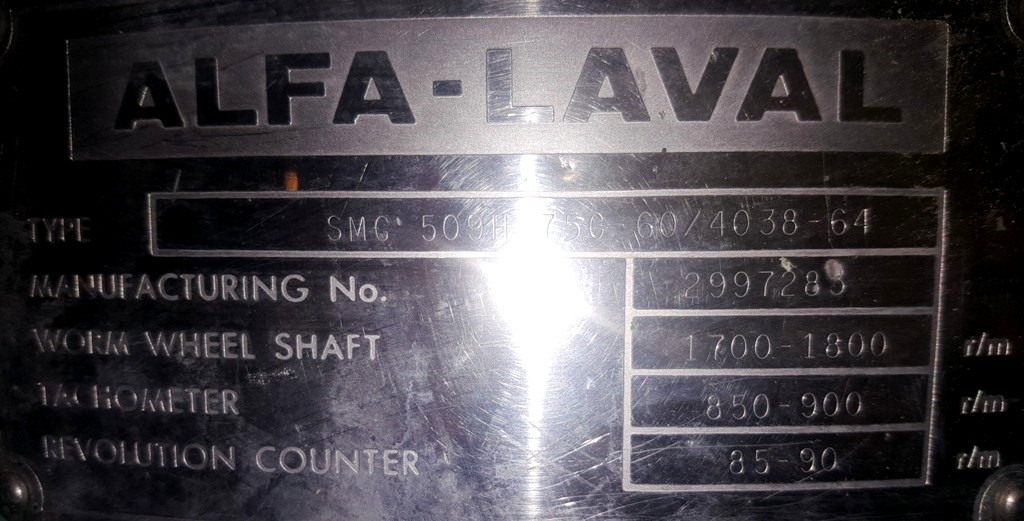 ALFA-LAVAL
TYPE SMG 509H-75C-60/4038-64
MANUFACTURING No. 2997283
WORM WHEEL SHAFT 1700-1800 r/m
TACHOMETER 850-900 r/m
REVOLUTION COUNTER 85-90 r/m